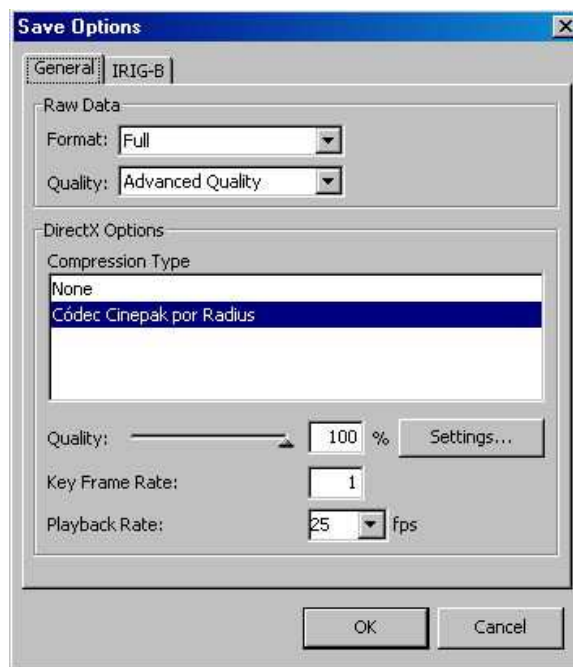 Save Options
General IRIG-B
Raw Data
Format: Full
Quality: Advanced Quality
DirectX Options
Compression Type
None
Códec Cinepak por Radius
Quality: 100 % Settings...
Key Frame Rate: 1
Playback Rate: 25 fps
OK Cancel